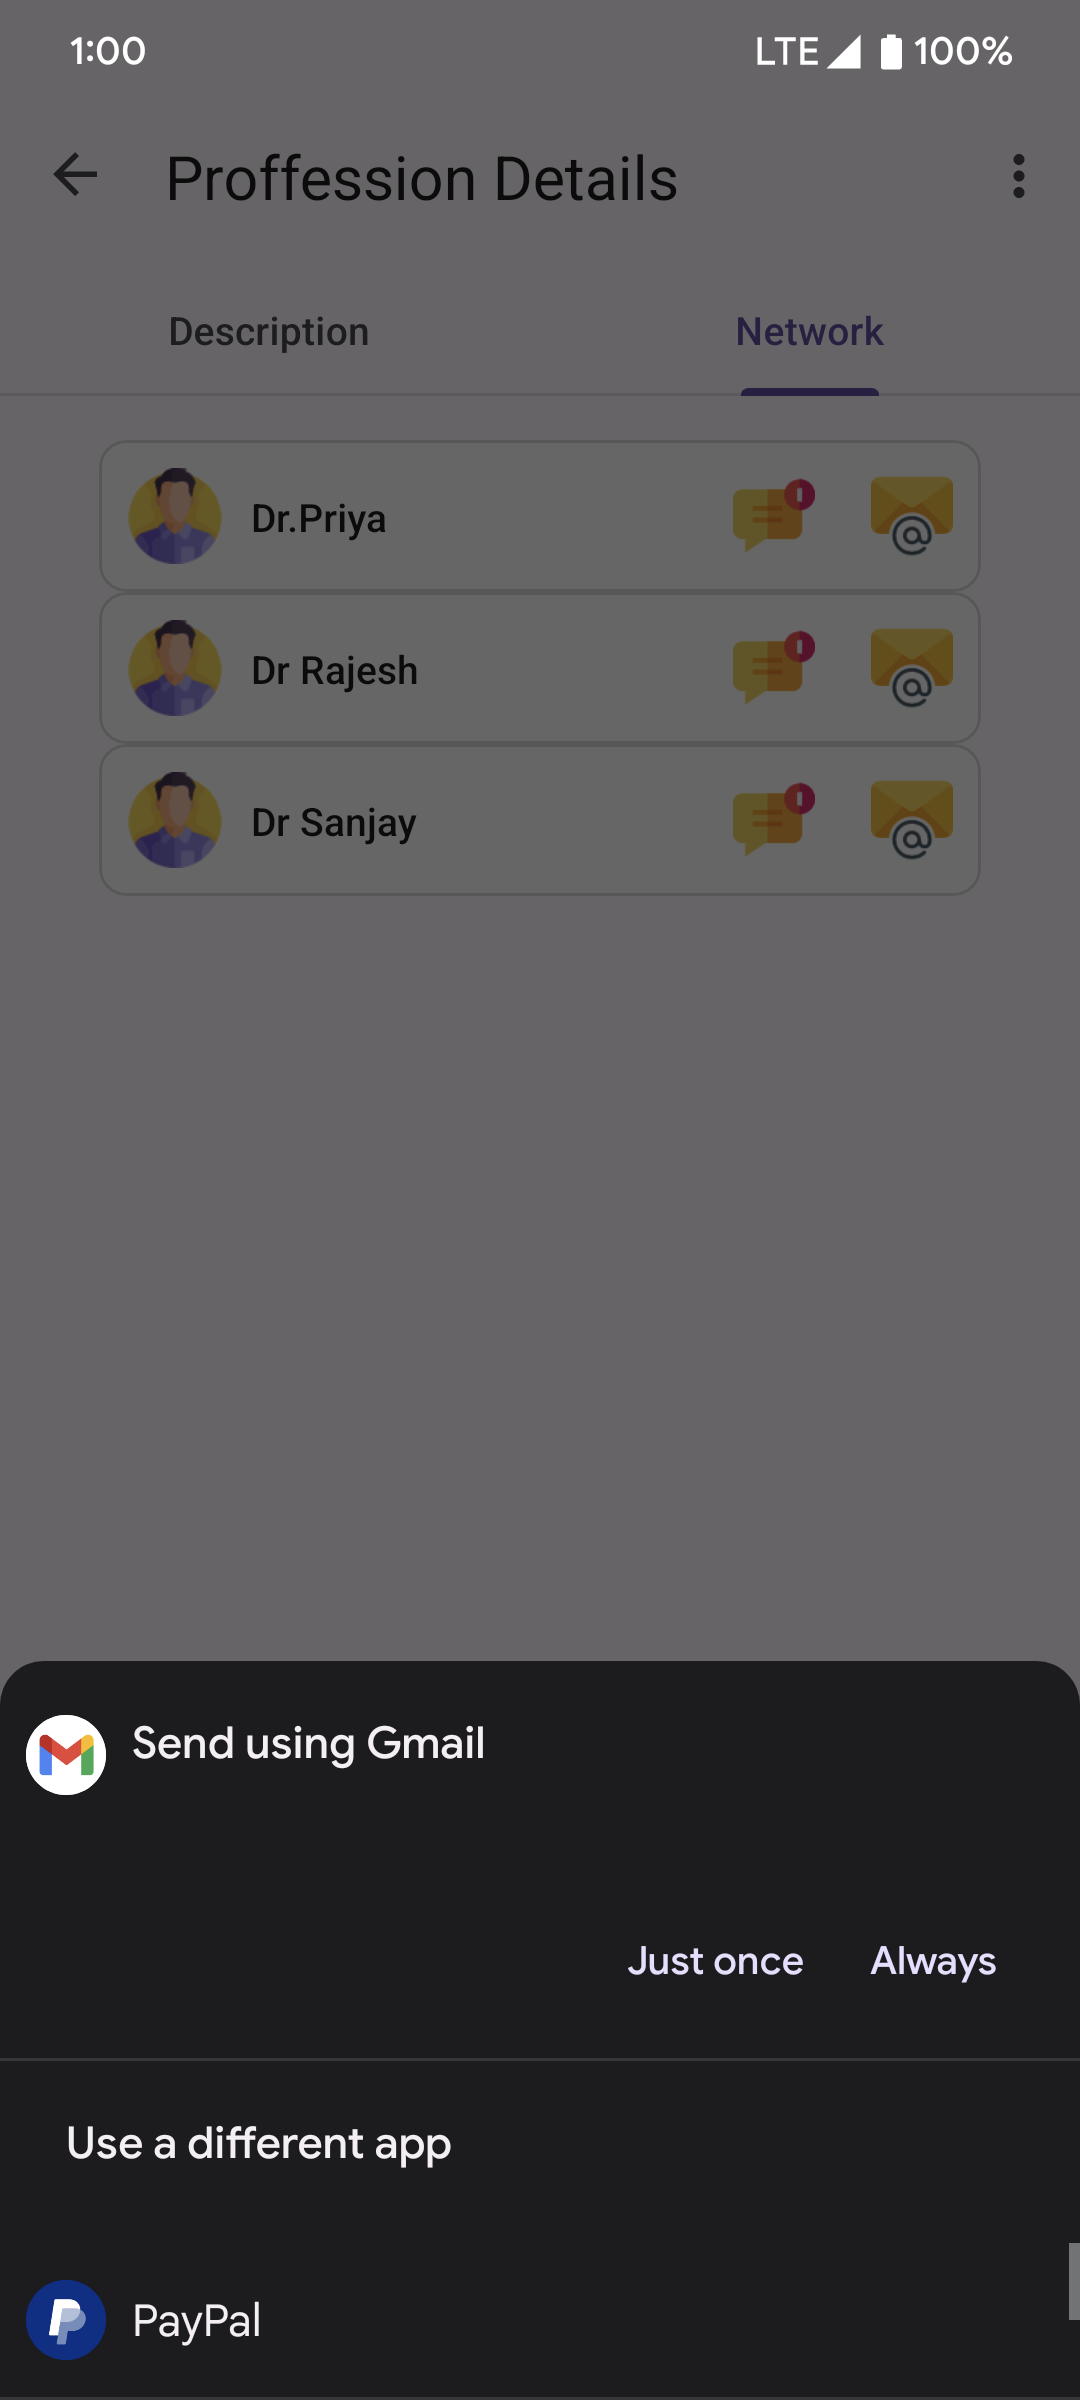 1:00 LTE 100%
Proffession Details
Description Network
Dr.Priya
Dr Rajesh
Dr Sanjay
Send using Gmail
Just once Always
Use a different app
PayPal